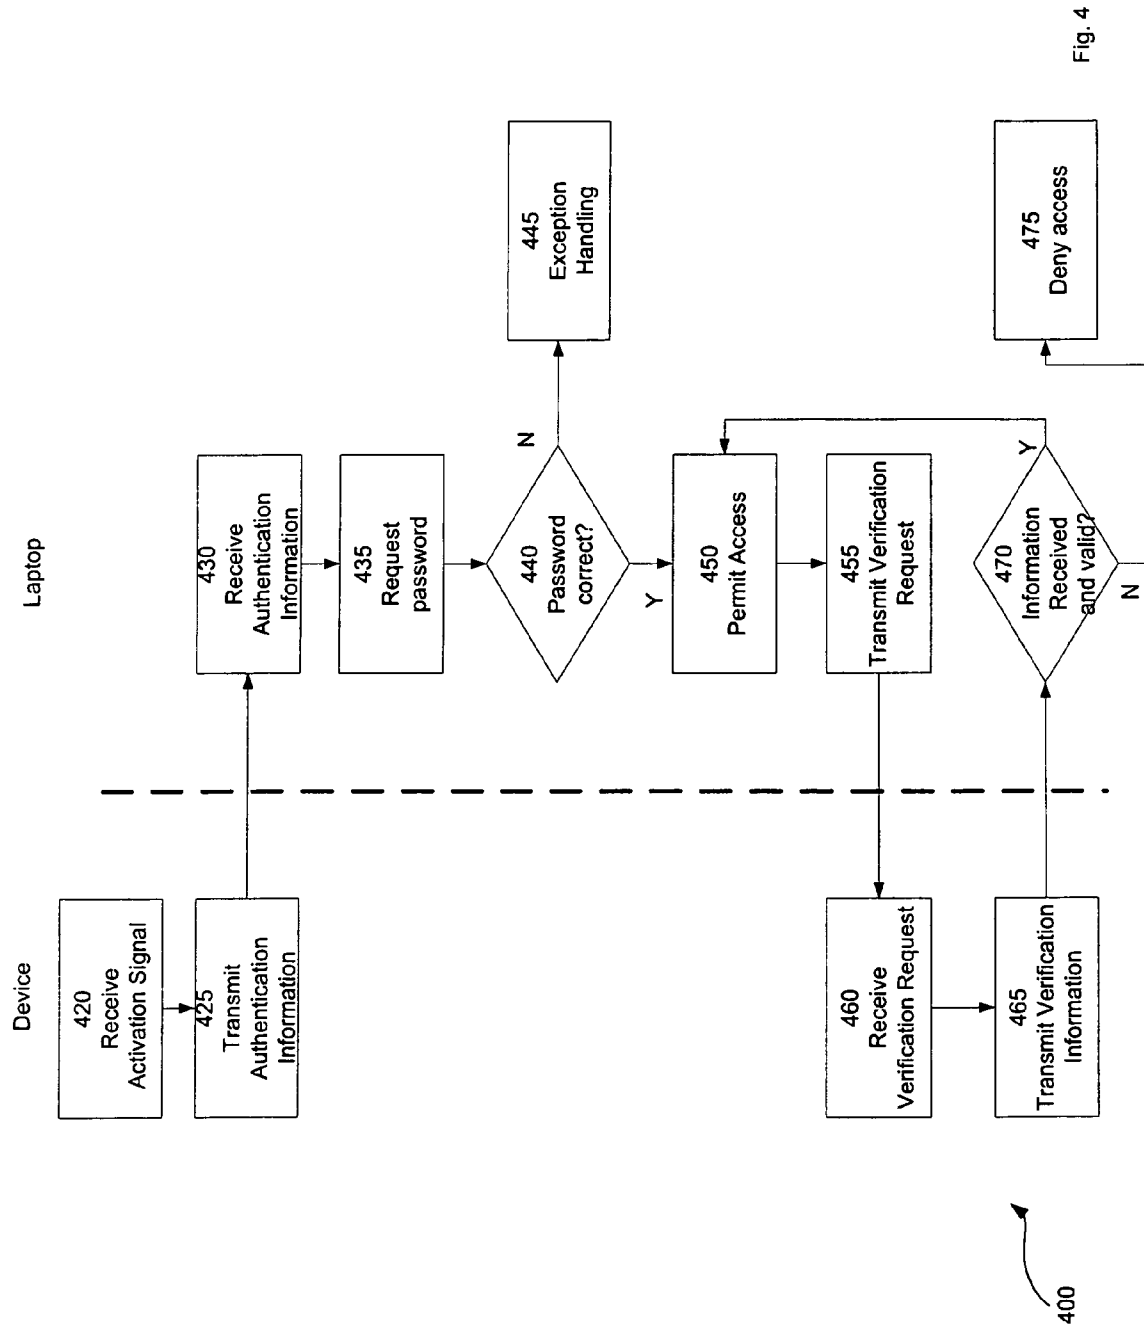 Device
Laptop
420
Receive
Activation Signal
425
Transmit
Authentication
Information
430
Receive
Authentication
Information
435
Request
password
440
Password
correct?
N
445
Exception
Handling
Y
450
Permit Access
455
Transmit Verification
Request
460
Receive
Verification Request
465
Transmit Verification
Information
470
Information
Received
and valid?
Y
N
475
Deny access
400
Fig. 4